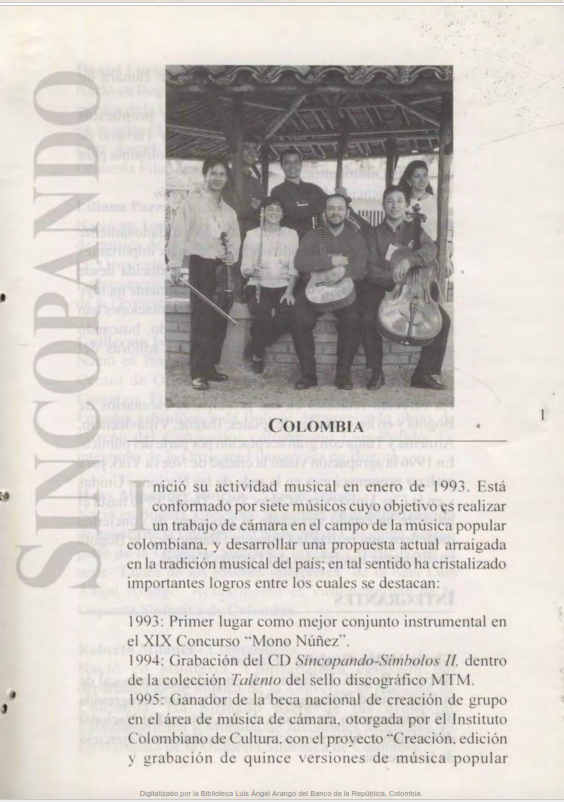 SINCOPANDO
COLOMBIA
1
Inició su actividad musical en enero de 1993. Está
conformado por siete músicos cuyo objetivo es realizar
un trabajo de cámara en el campo de la música popular
colombiana, y desarrollar una propuesta actual arraigada
en la tradición musical del país; en tal sentido ha cristalizado
importantes logros entre los cuales se destacan:
1993: Primer lugar como mejor conjunto instrumental en
el XIX Concurso “Mono Núñez”.
1994: Grabación del CD Sincopando-Símbolos II, dentro
de la colección Talento del sello discográfico MTM.
1995: Ganador de la beca nacional de creación de grupo
en el área de música de cámara, otorgada por el Instituto
Colombiano de Cultura, con el proyecto “Creación, edición
y grabación de quince versiones de música popular
Digitalizado por la Biblioteca Luis Ángel Arango del Banco de la República, Colombia.